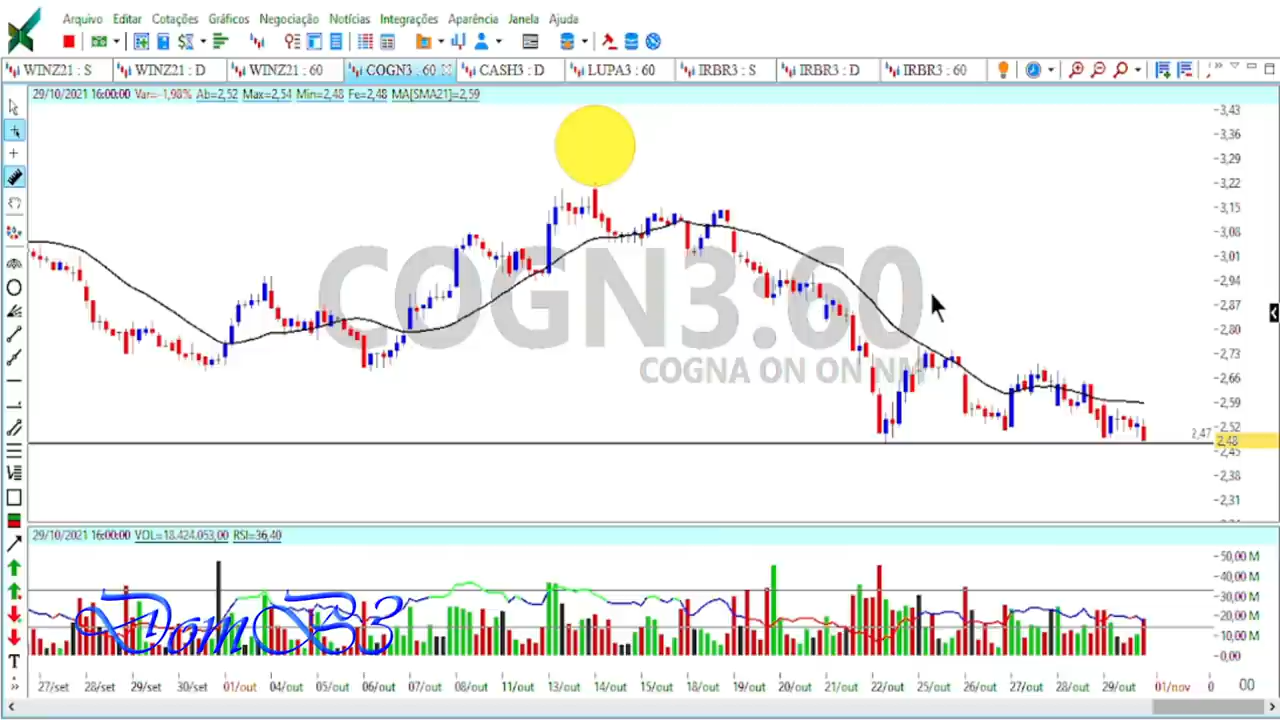 Arquivo Editar Cotações Gráficos Negociação Notícias Integrações Aparência Janela Ajuda
WINZ21 : S WINZ21 : D WINZ21 : 60 COGN3 : 60 CASH3 : D LUPA3 : 60 IRBR3 : S IRBR3 : D IRBR3 : 60
29/10/2021 16:00:00 Var=-1,98% Ab=2,52 Max=2,54 Min=2,48 Fe=2,48 MA[SMA21]=2,59
3,43
3,36
3,29
3,22
3,15
3,08
3,01
2,94
2,87
2,80
2,73
2,66
2,59
2,52
2,47
2,48
2,45
2,38
2,31
COGN3:60
COGNA ON ON NM
29/10/2021 16:00:00 VOL=18.424.053,00 RSI=36,40
50,00 M
40,00 M
30,00 M
20,00 M
10,00 M
0,00
DomB3
T
27/set 28/set 29/set 30/set 01/out 04/out 05/out 06/out 07/out 08/out 11/out 13/out 14/out 15/out 18/out 19/out 20/out 21/out 22/out 25/out 26/out 27/out 28/out 29/out 01/nov 0 00